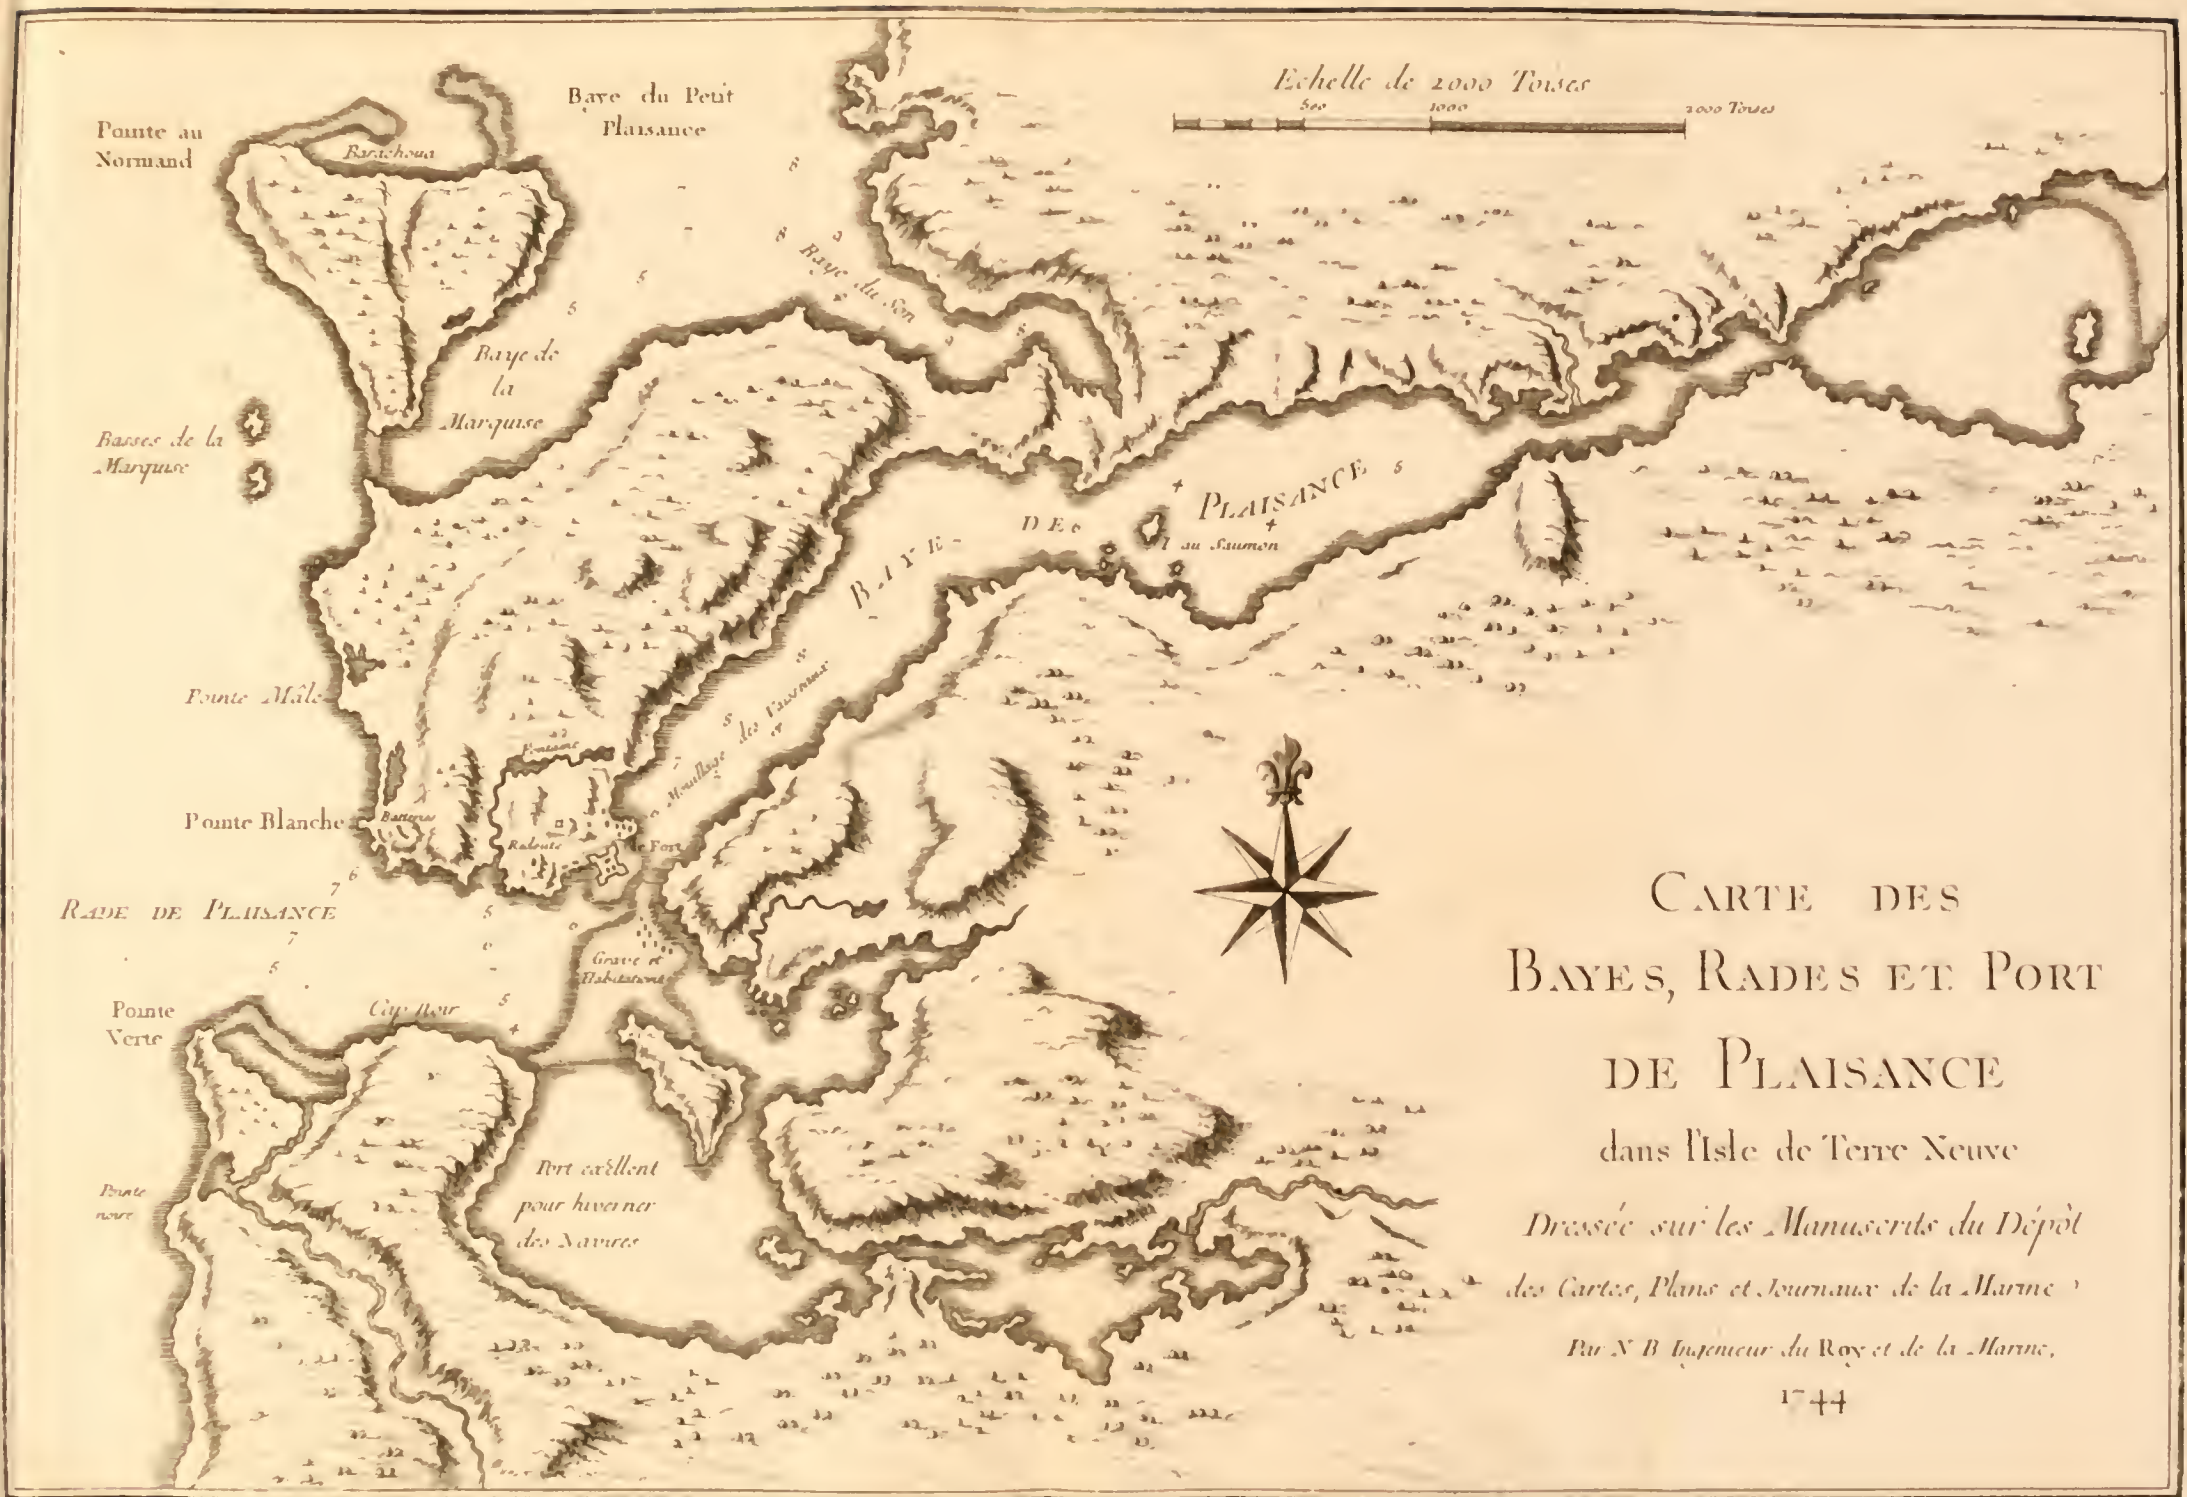 Echelle de 2000 Toises
500 1000 2000 Toises
Baye du Petit
Plaisance
Pointe au
Normand
Barachoua
Baye du Son
Baye de
la
Marquise
Basses de la
Marquise
BAYE DE PLAISANCE
I au Saumon
Pointe Mâle
Mouillage des Vaisseaux
Fontaine
Pointe Blanche
Batteries
Redoute
Fort
RADE DE PLAISANCE
Grave et
Habitations
Pointe
Verte
Cap Noir
Pointe
noire
Port exellent
pour hiverner
des Navires
CARTE DES
BAYES, RADES ET PORT
DE PLAISANCE
dans l'Isle de Terre Neuve
Dressée sur les Manuscrits du Dépôt
des Cartes, Plans et Journaux de la Marine
Par N B Ingénieur du Roy et de la Marine,
1744